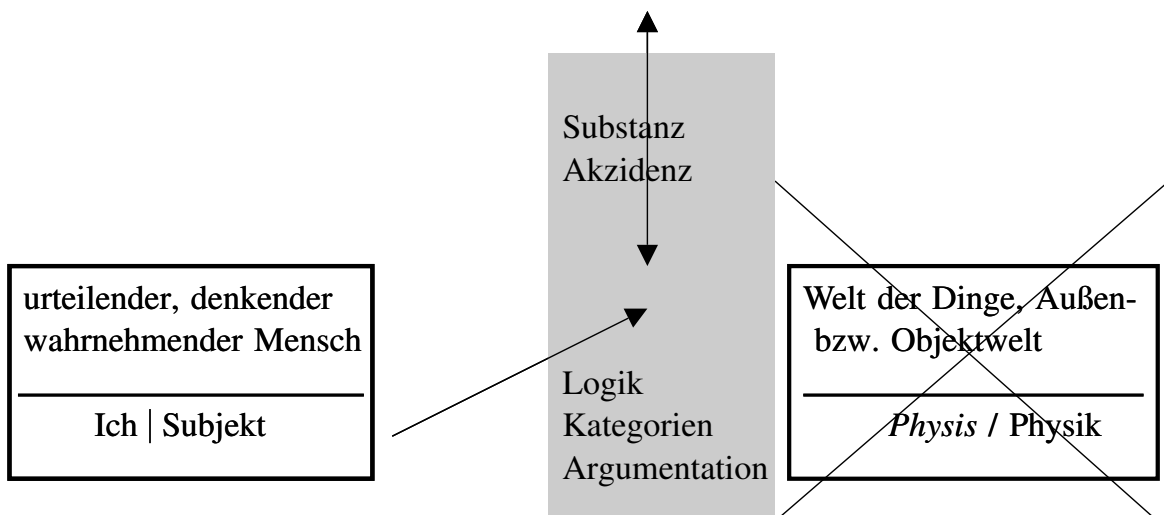 Substanz
Akzidenz
urteilender, denkender
wahrnehmender Mensch
Ich | Subjekt
Logik
Kategorien
Argumentation
Welt der Dinge, Außen-
bzw. Objektwelt
Physis / Physik